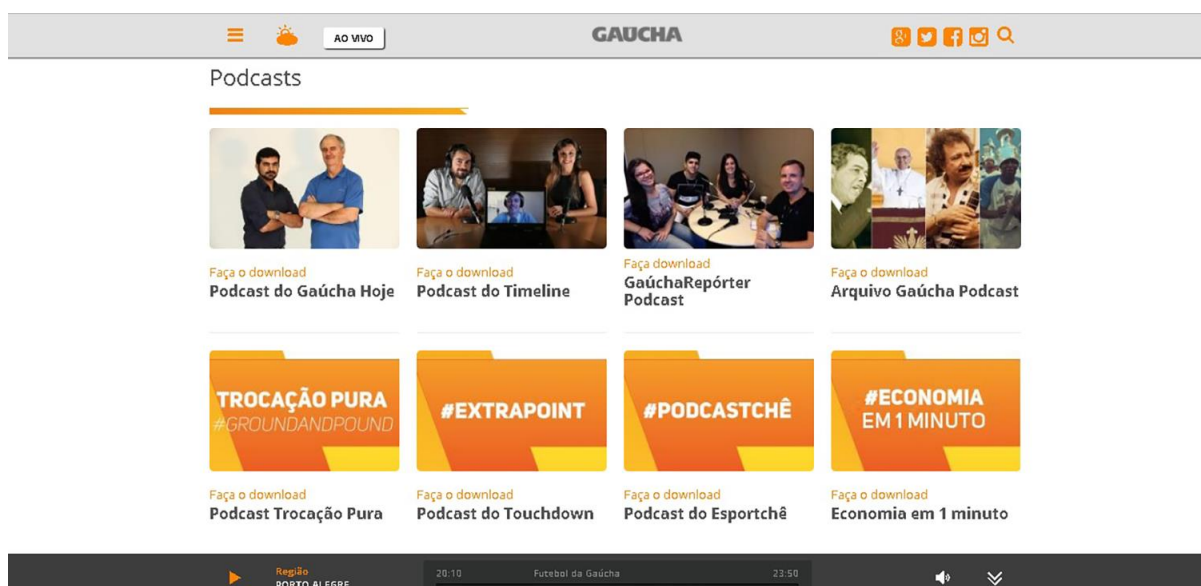 AO VIVO
GAÚCHA
Podcasts
Faça o download
Podcast do Gaúcha Hoje
Faça o download
Podcast do Timeline
Faça download
GaúchaRepórter
Podcast
Faça o download
Arquivo Gaúcha Podcast
TROCAÇÃO PURA
#GROUNDANDPOUND
Faça o download
Podcast Trocação Pura
#EXTRAPOINT
Faça o download
Podcast do Touchdown
#PODCASTCHÊ
Faça o download
Podcast do Esportchê
#ECONOMIA
EM 1 MINUTO
Faça o download
Economia em 1 minuto
Região
PORTO ALEGRE
20:10 Futebol da Gaúcha 23:50